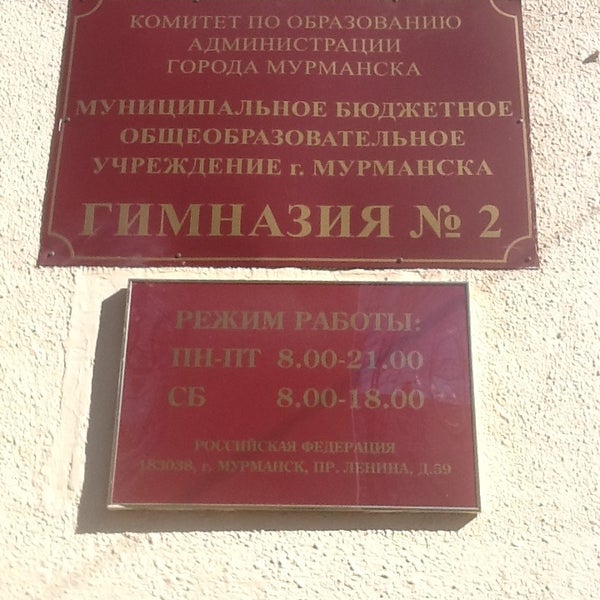 КОМИТЕТ ПО ОБРАЗОВАНИЮ
АДМИНИСТРАЦИИ
ГОРОДА МУРМАНСКА
МУНИЦИПАЛЬНОЕ БЮДЖЕТНОЕ
ОБЩЕОБРАЗОВАТЕЛЬНОЕ
УЧРЕЖДЕНИЕ г. МУРМАНСКА
ГИМНАЗИЯ № 2
РЕЖИМ РАБОТЫ:
ПН-ПТ 8.00-21.00
СБ 8.00-18.00
РОССИЙСКАЯ ФЕДЕРАЦИЯ
183038, г. МУРМАНСК, ПР. ЛЕНИНА, Д.59